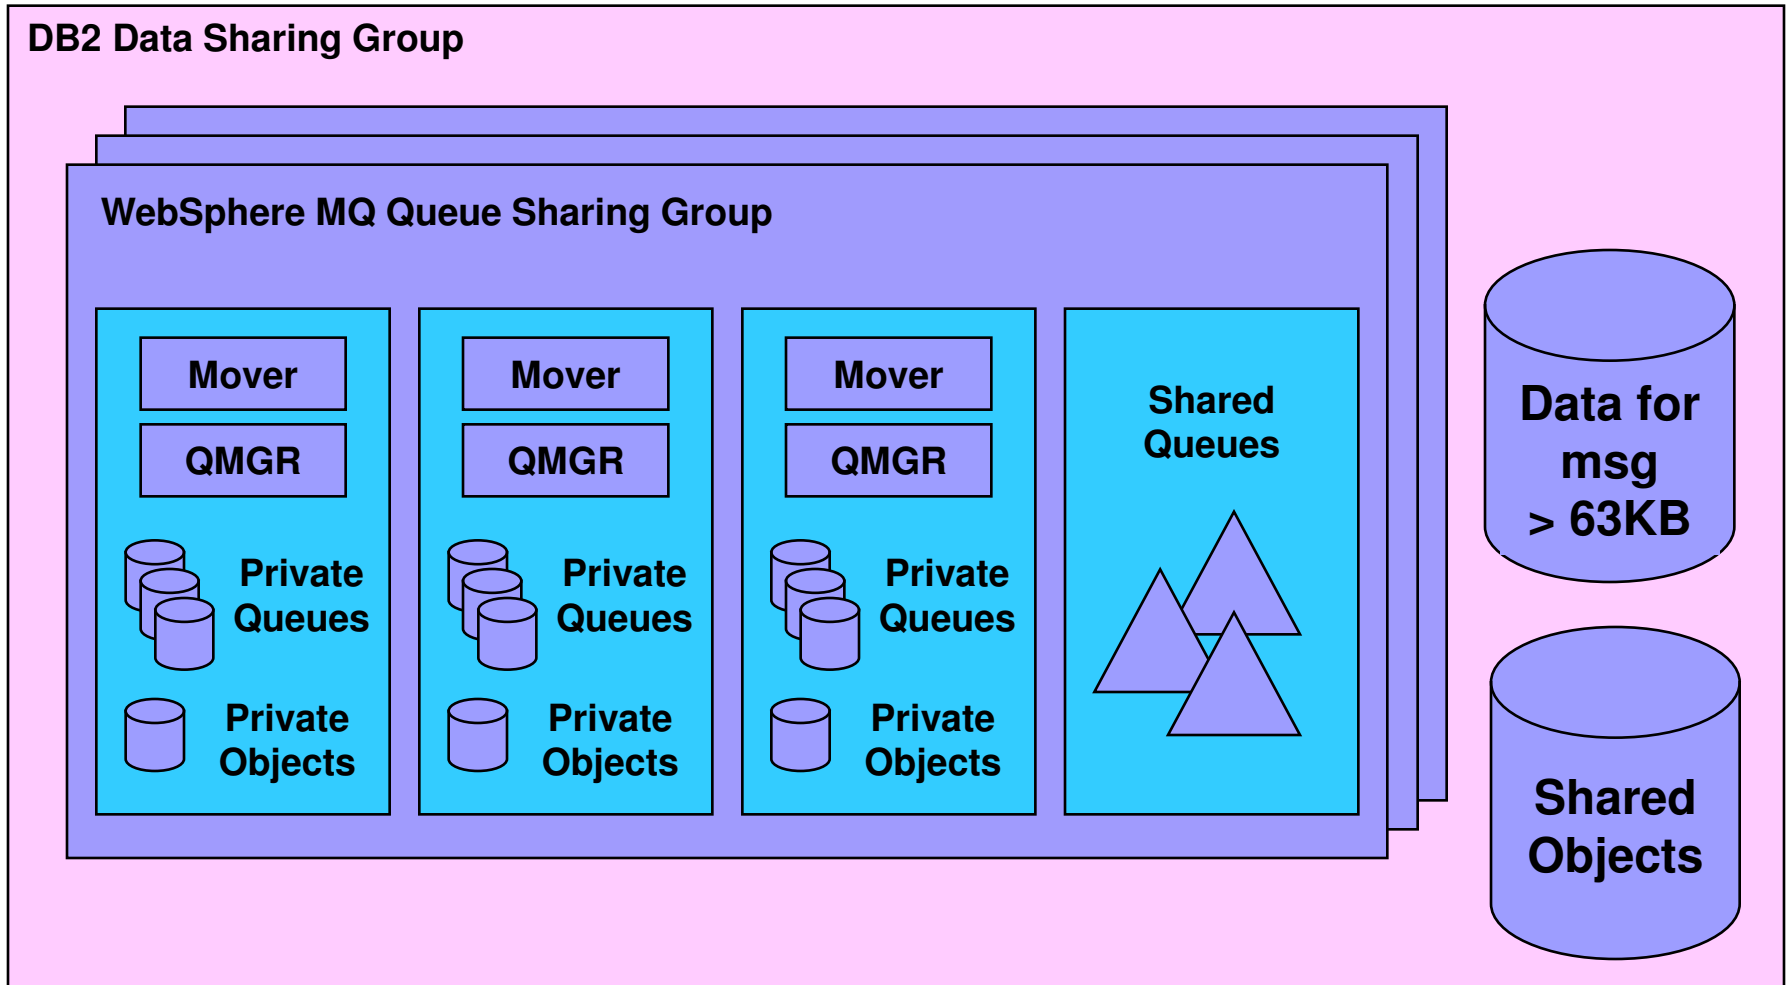 DB2 Data Sharing Group
WebSphere MQ Queue Sharing Group
Mover
QMGR
Private
Queues
Private
Objects
Mover
QMGR
Private
Queues
Private
Objects
Mover
QMGR
Private
Queues
Private
Objects
Shared
Queues
Data for
msg
> 63KB
Shared
Objects